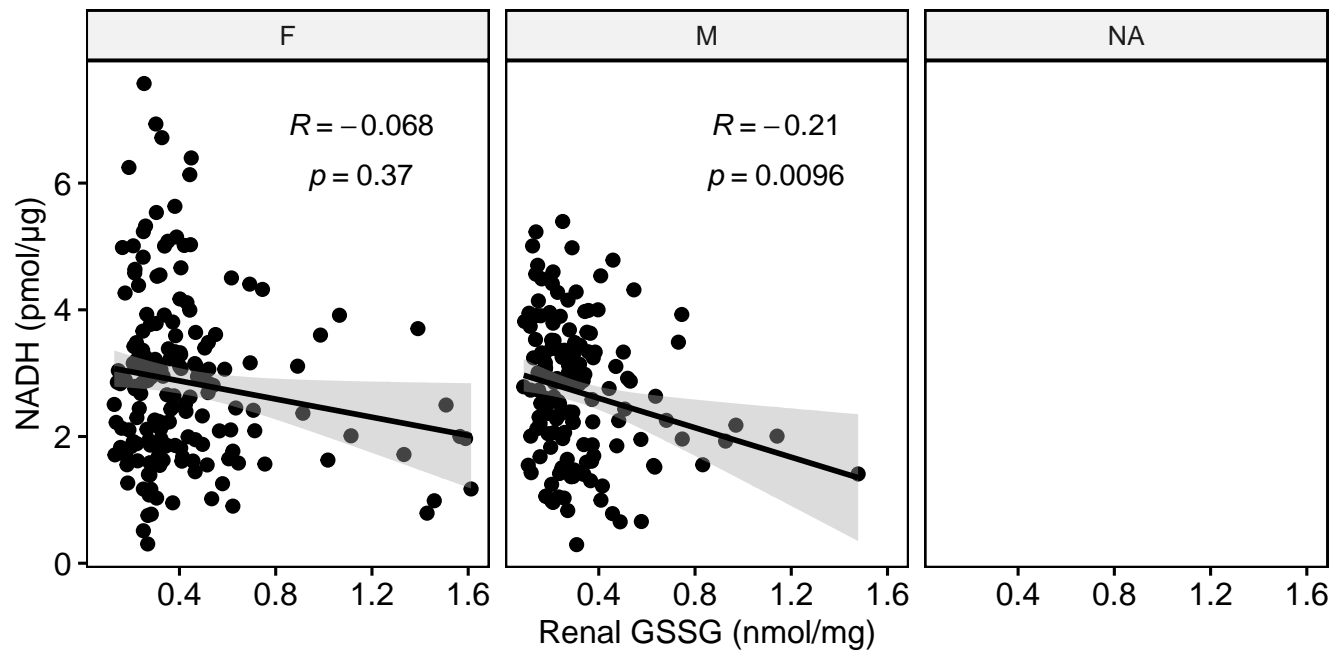 F M NA
R = −0.068
p = 0.37
R = −0.21
p = 0.0096
NADH (pmol/μg)
6
4
2
0
0.4 0.8 1.2 1.6 0.4 0.8 1.2 1.6 0.4 0.8 1.2 1.6
Renal GSSG (nmol/mg)